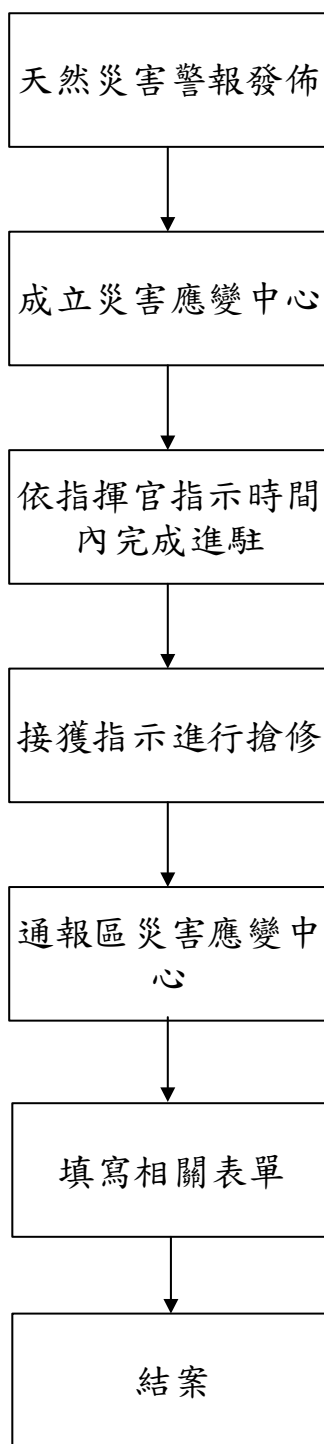 天然災害警報發佈
成立災害應變中心
依指揮官指示時間
內完成進駐
接獲指示進行搶修
通報區災害應變中
心
填寫相關表單
結案